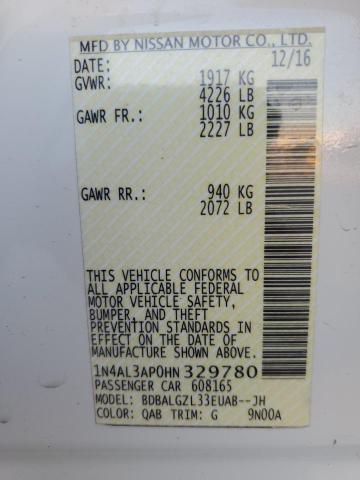 MFD BY NISSAN MOTOR CO., LTD.
DATE: 12/16
GVWR: 1917 KG
4226 LB
GAWR FR.: 1010 KG
2227 LB
GAWR RR.: 940 KG
2072 LB
THIS VEHICLE CONFORMS TO
ALL APPLICABLE FEDERAL
MOTOR VEHICLE SAFETY,
BUMPER, AND THEFT
PREVENTION STANDARDS IN
EFFECT ON THE DATE OF
MANUFACTURE SHOWN ABOVE.
1N4AL3AP0HN329780
PASSENGER CAR 608165
MODEL: BDBALGZL33EUAB--JH
COLOR: QAB TRIM: G 9N00A